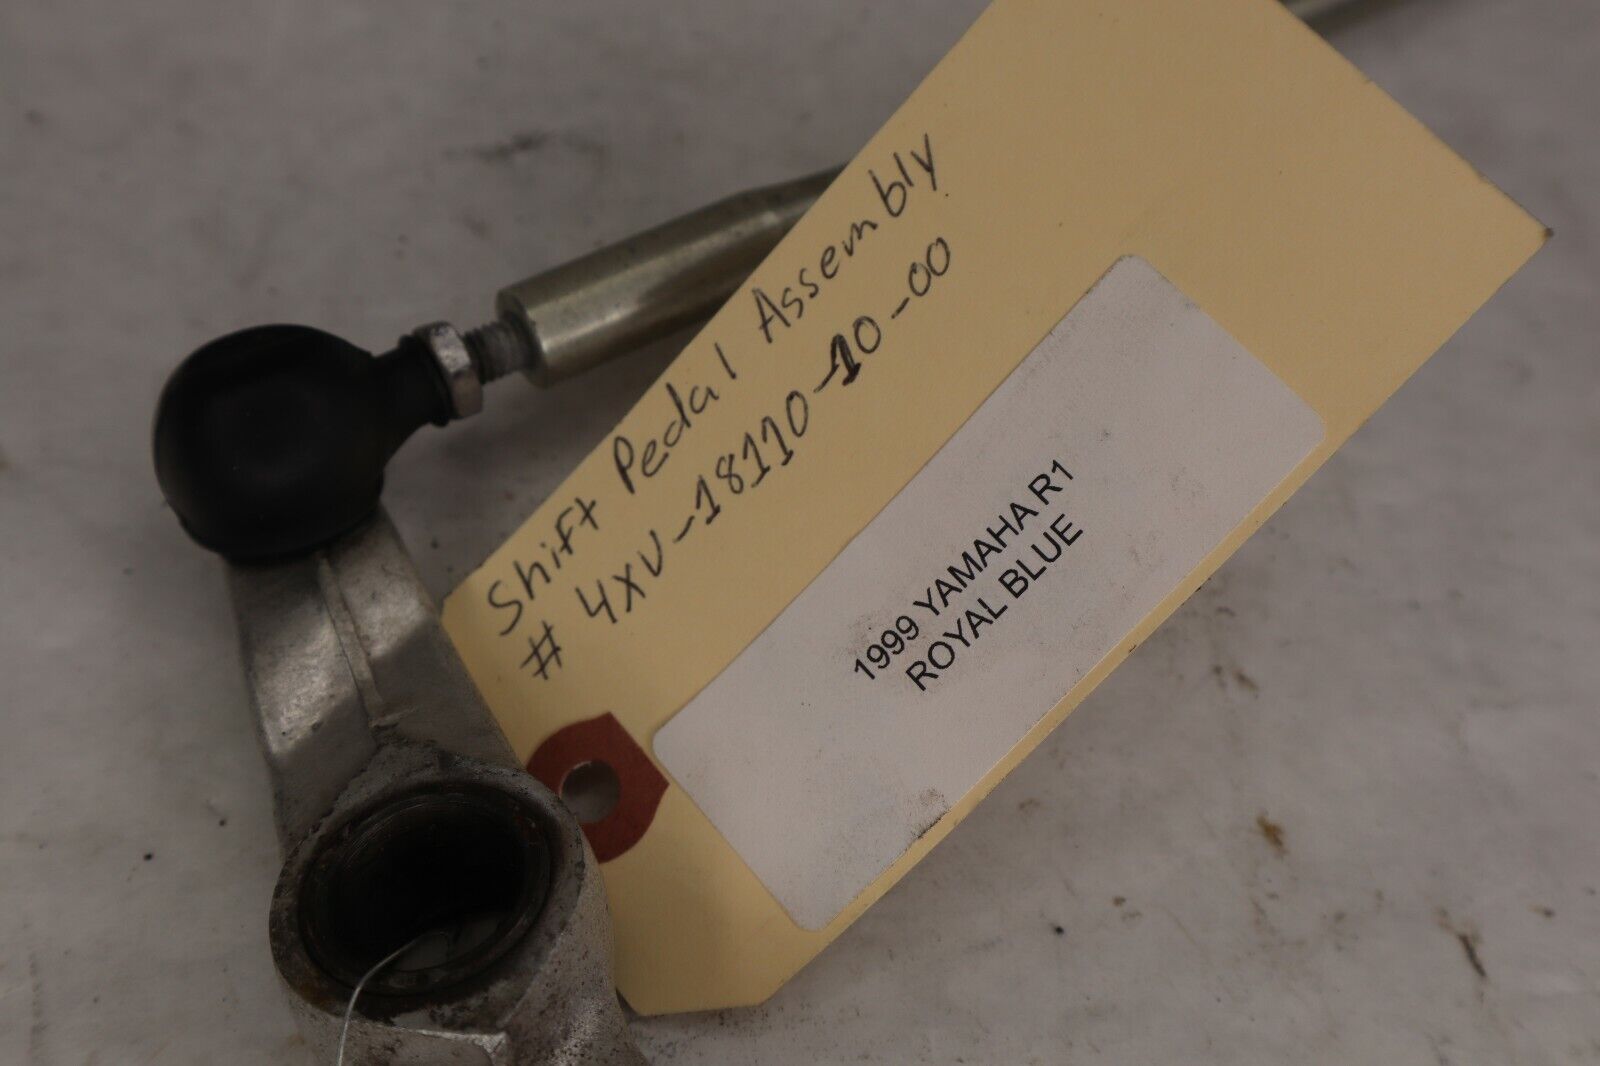 Shift Pedal Assembly
# 4XV-18110-10-00
1999 YAMAHA R1
ROYAL BLUE